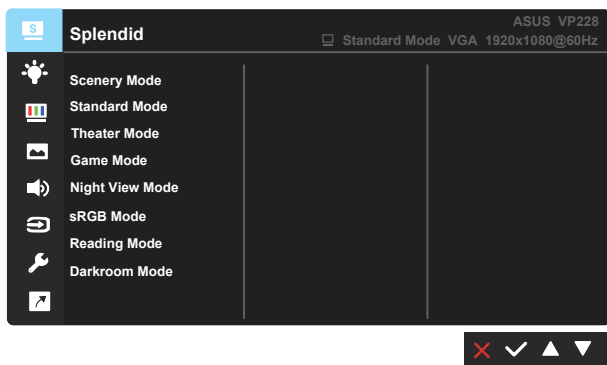 S
Splendid
ASUS VP228
Standard Mode VGA 1920x1080@60Hz
Scenery Mode
Standard Mode
Theater Mode
Game Mode
Night View Mode
sRGB Mode
Reading Mode
Darkroom Mode